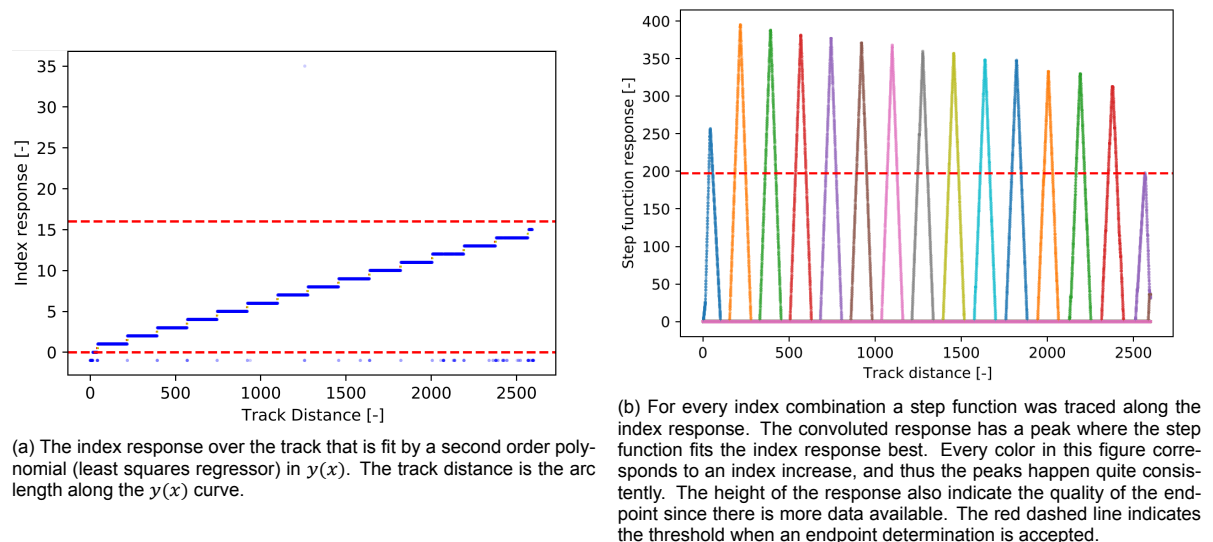 35
30
25
20
15
10
5
0
Index response [-]
0 500 1000 1500 2000 2500
Track Distance [-]
(a) The index response over the track that is fit by a second order poly-
nomial (least squares regressor) in y(x). The track distance is the arc
length along the y(x) curve.
400
350
300
250
200
150
100
50
0
Step function response [-]
0 500 1000 1500 2000 2500
Track distance [-]
(b) For every index combination a step function was traced along the
index response. The convoluted response has a peak where the step
function fits the index response best. Every color in this figure corre-
sponds to an index increase, and thus the peaks happen quite consis-
tently. The height of the response also indicate the quality of the end-
point since there is more data available. The red dashed line indicates
the threshold when an endpoint determination is accepted.